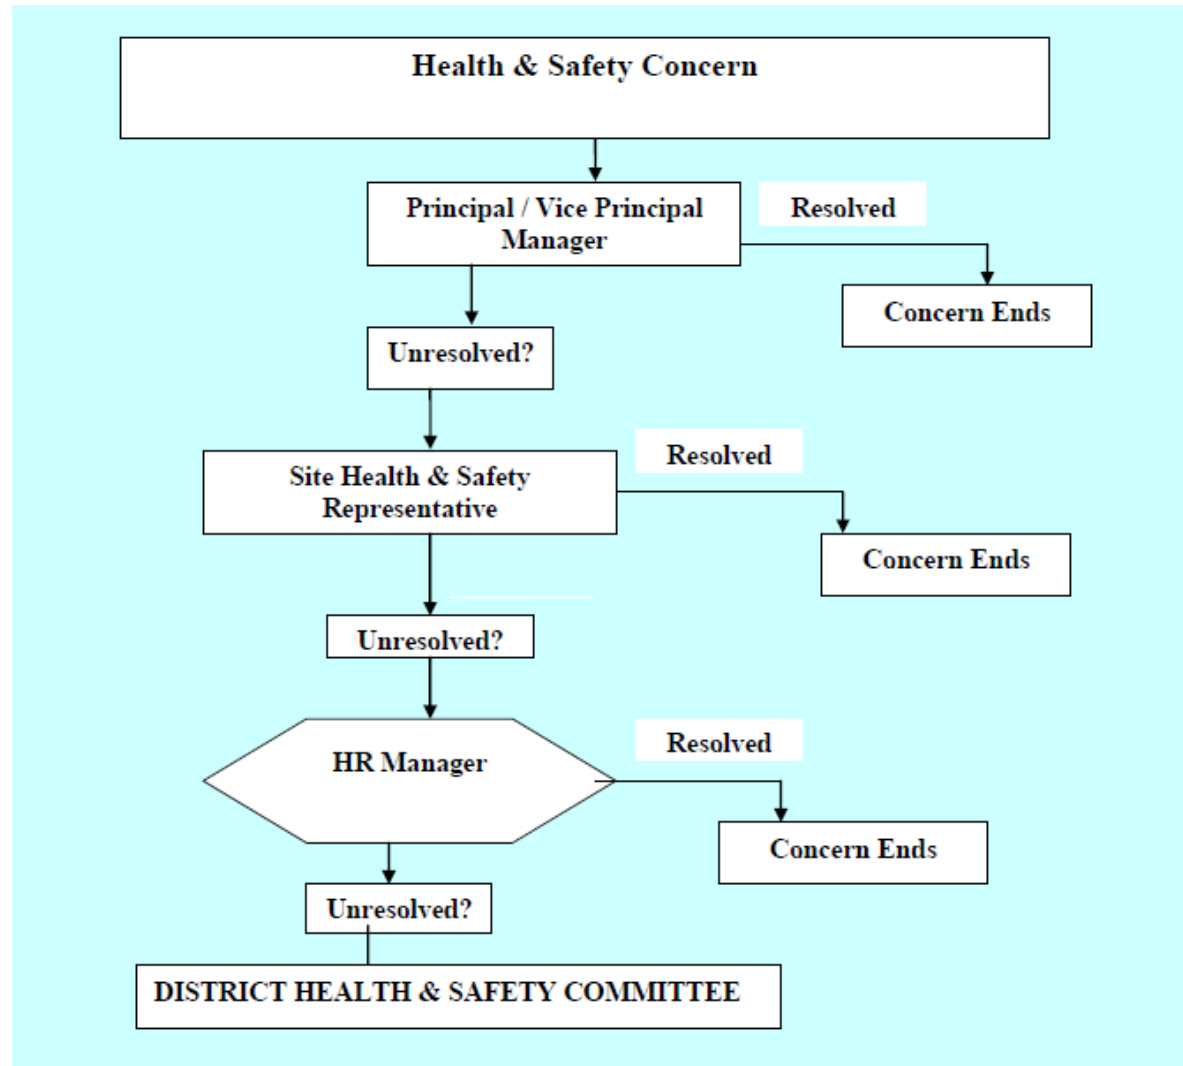 Health & Safety Concern
Principal / Vice Principal
Manager
Resolved
Concern Ends
Unresolved?
Site Health & Safety
Representative
Resolved
Concern Ends
Unresolved?
HR Manager
Resolved
Concern Ends
Unresolved?
DISTRICT HEALTH & SAFETY COMMITTEE